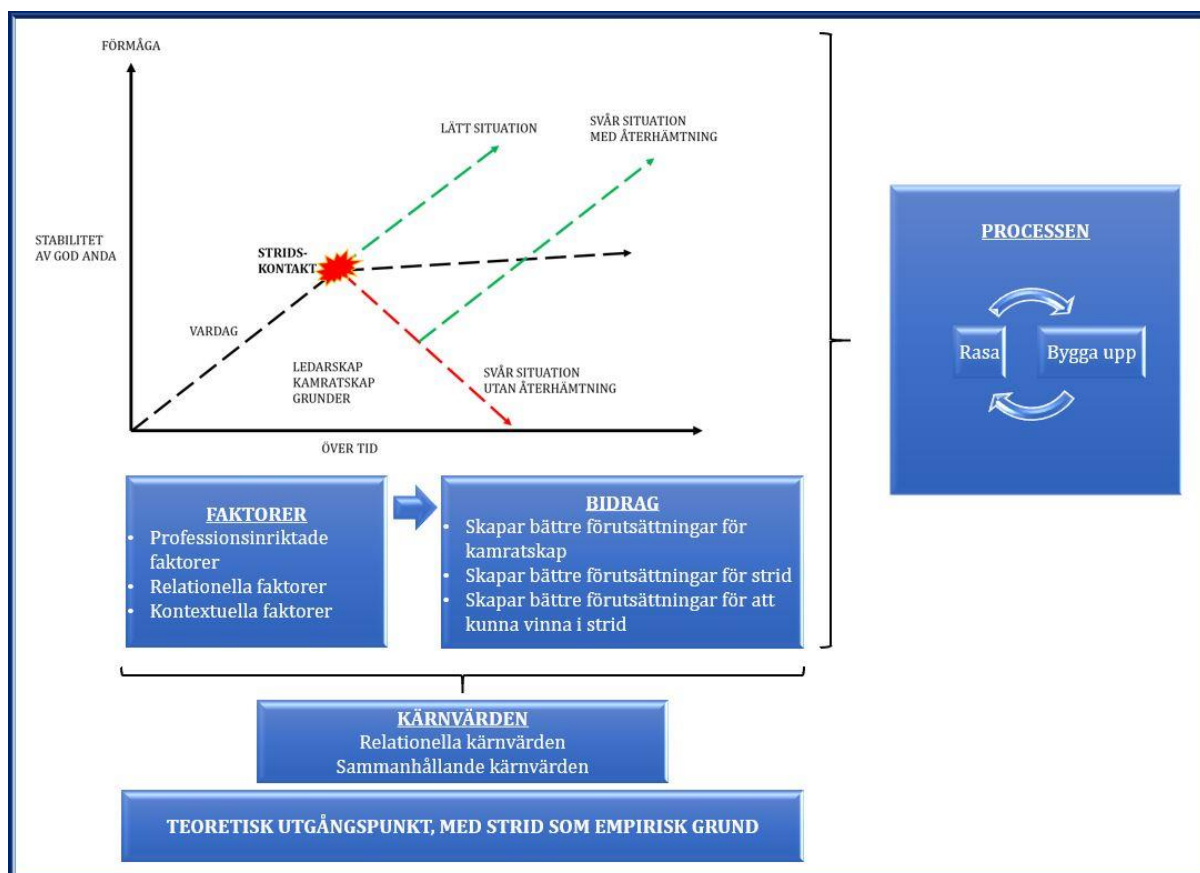 FÖRMÅGA
LÄTT SITUATION
SVÅR SITUATION
MED ÅTERHÄMTNING
STABILITET
AV GOD ANDA
STRIDS-
KONTAKT
VARDAG
LEDARSKAP
KAMRATSKAP
GRUNDER
SVÅR SITUATION
UTAN ÅTERHÄMTNING
ÖVER TID
PROCESSEN
Rasa
Bygga upp
FAKTORER
• Professionsinriktade
faktorer
• Relationella faktorer
• Kontextuella faktorer
BIDRAG
• Skapar bättre förutsättningar för
kamratskap
• Skapar bättre förutsättningar för strid
• Skapar bättre förutsättningar för att
kunna vinna i strid
KÄRNVÄRDEN
Relationella kärnvärden
Sammanhållande kärnvärden
TEORETISK UTGÅNGSPUNKT, MED STRID SOM EMPIRISK GRUND